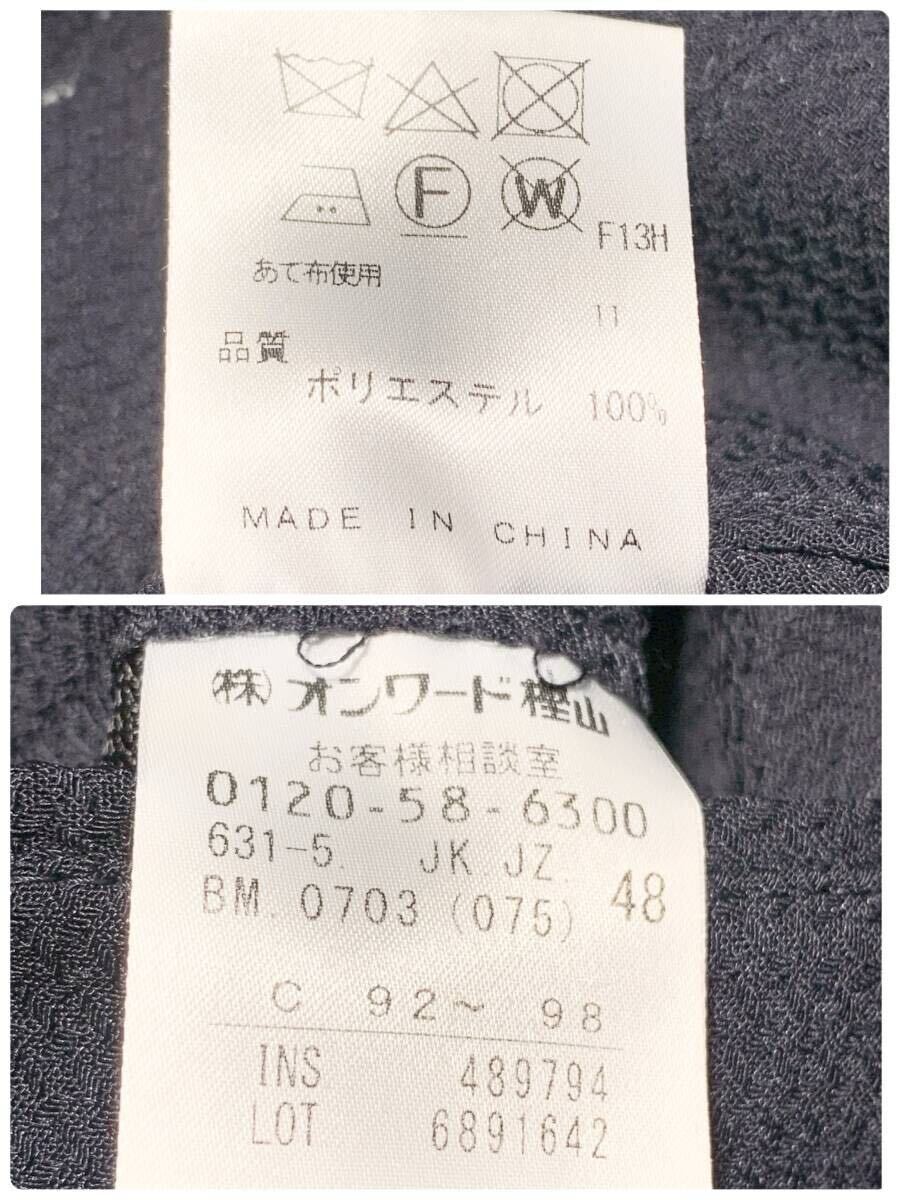 F W F13H
あて布使用
11
品質
ポリエステル 100%
MADE IN CHINA
(株)オンワード樫山
お客様相談室
0120-58-6300
631-5. JK.JZ. 48
BM. 0703 (075)
C 92~ 98
INS 489794
LOT 6891642